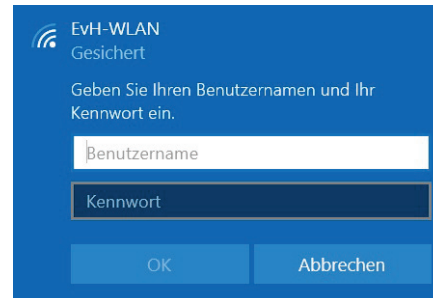 EvH-WLAN
Gesichert
Geben Sie Ihren Benutzernamen und Ihr
Kennwort ein.
Benutzername
Kennwort
OK
Abbrechen